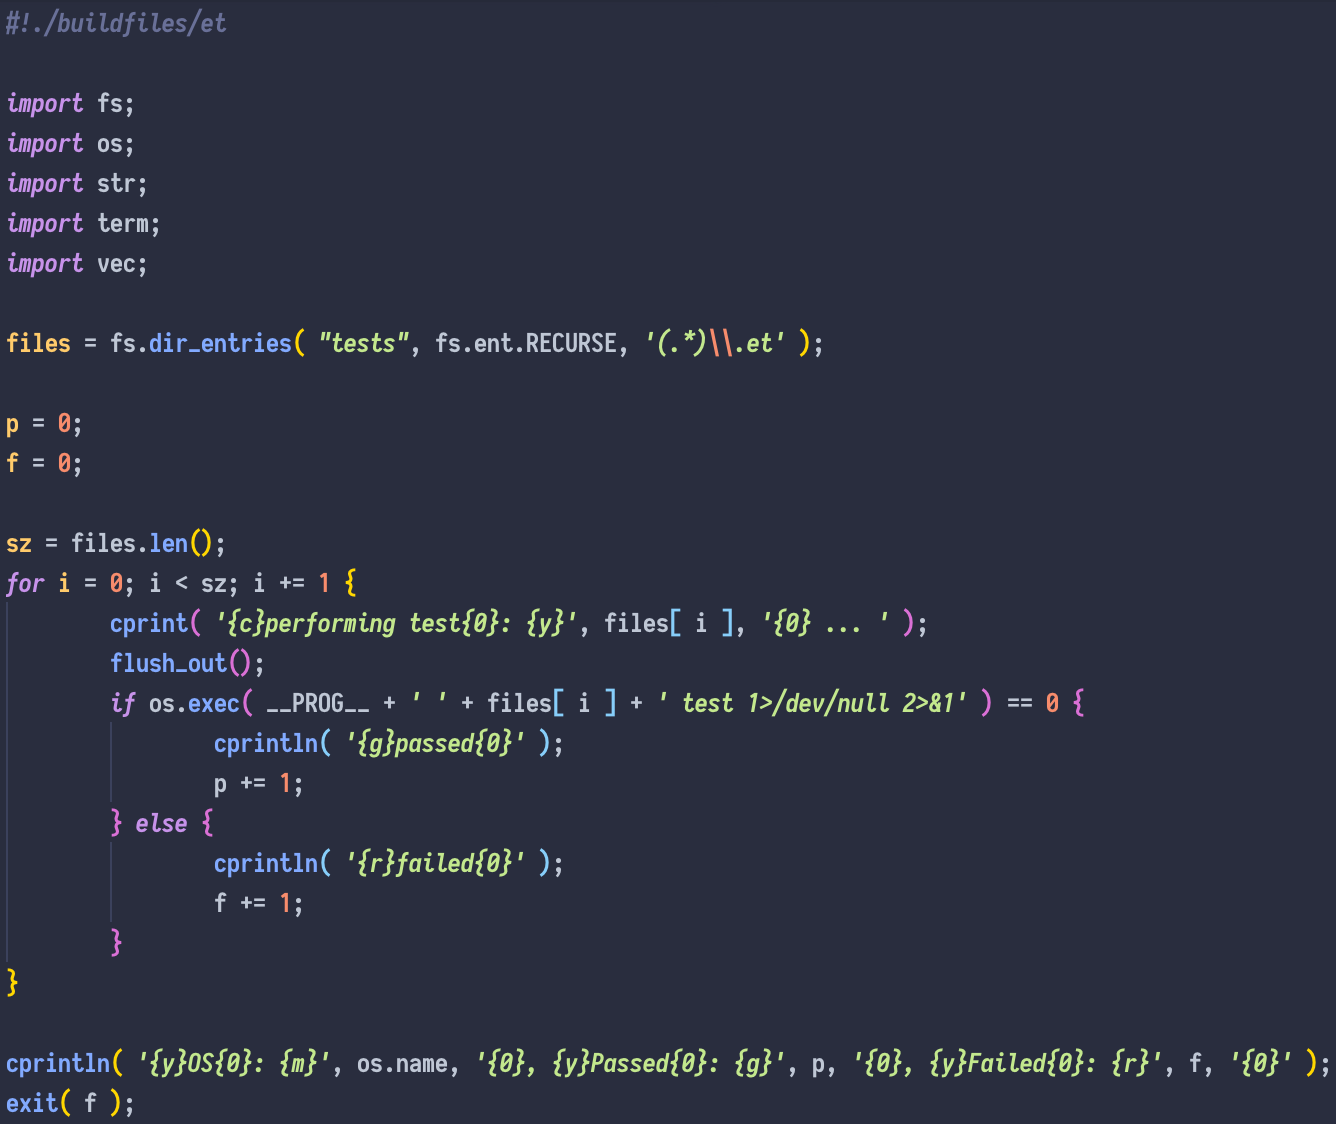 #!./buildfiles/et
import fs;
import os;
import str;
import term;
import vec;
files = fs.dir_entries( "tests", fs.ent.RECURSE, '(.*)\\.et' );
p = 0;
f = 0;
sz = files.len();
for i = 0; i < sz; i += 1 {
cprint( '{c}performing test{0}: {y}', files[ i ], '{0} ... ' );
flush_out();
if os.exec( __PROG__ + ' ' + files[ i ] + ' test 1>/dev/null 2>&1' ) == 0 {
cprintln( '{g}passed{0}' );
p += 1;
} else {
cprintln( '{r}failed{0}' );
f += 1;
}
}
cprintln( '{y}OS{0}: {m}', os.name, '{0}, {y}Passed{0}: {g}', p, '{0}, {y}Failed{0}: {r}', f, '{0}' );
exit( f );